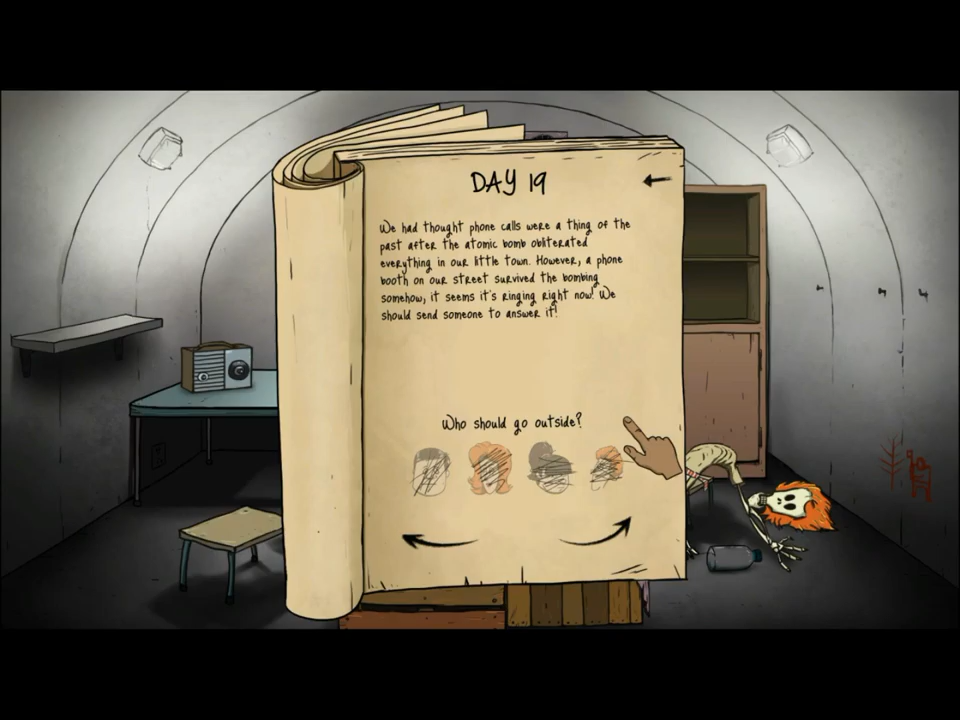 DAY 19
We had thought phone calls were a thing of the
past after the atomic bomb obliterated
everything in our little town. However, a phone
booth on our street survived the bombing
somehow, it seems it's ringing right now! We
should send someone to answer it!
Who should go outside?